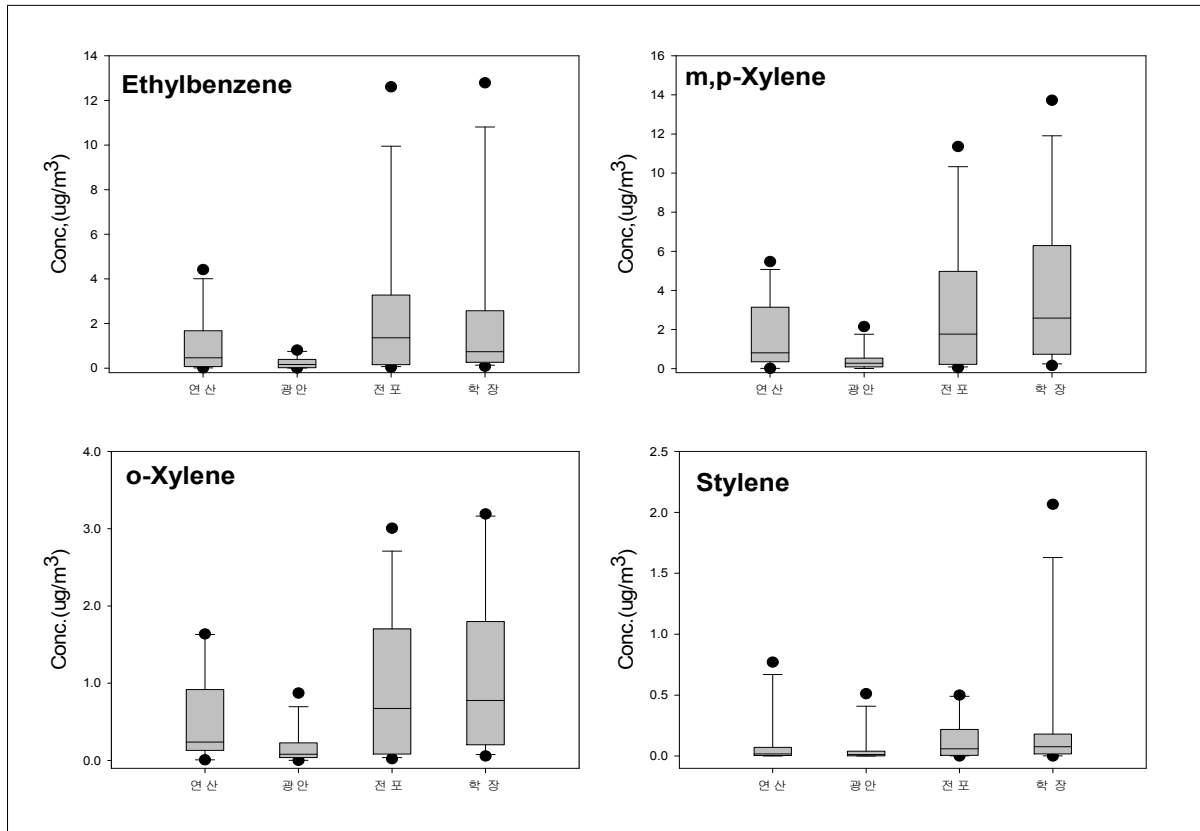 Ethylbenzene
Conc,(ug/m3)
14
12
10
8
6
4
2
0
연산
광안
전포
학장
m,p-Xylene
Conc,(ug/m3)
16
14
12
10
8
6
4
2
0
연산
광안
전포
학장
o-Xylene
Conc.(ug/m3)
4.0
3.0
2.0
1.0
0.0
연산
광안
전포
학장
Stylene
Conc.(ug/m3)
2.5
2.0
1.5
1.0
0.5
0.0
연산
광안
전포
학장